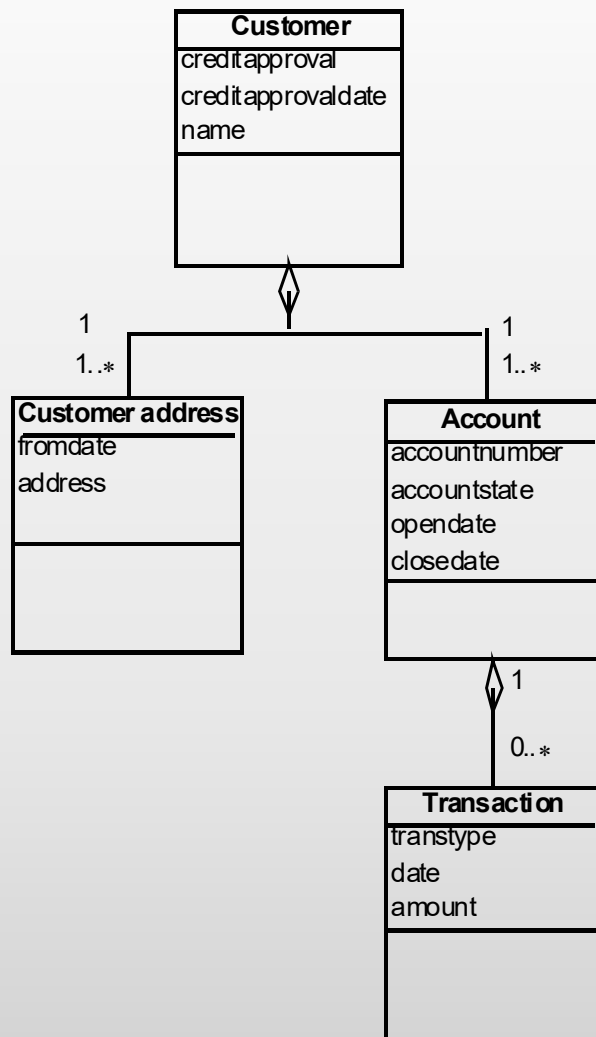 Customer
creditapproval
creditapprovaldate
name
1
1..*
1
1..*
Customer address
fromdate
address
Account
accountnumber
accountstate
opendate
closedate
1
0..*
Transaction
transtype
date
amount